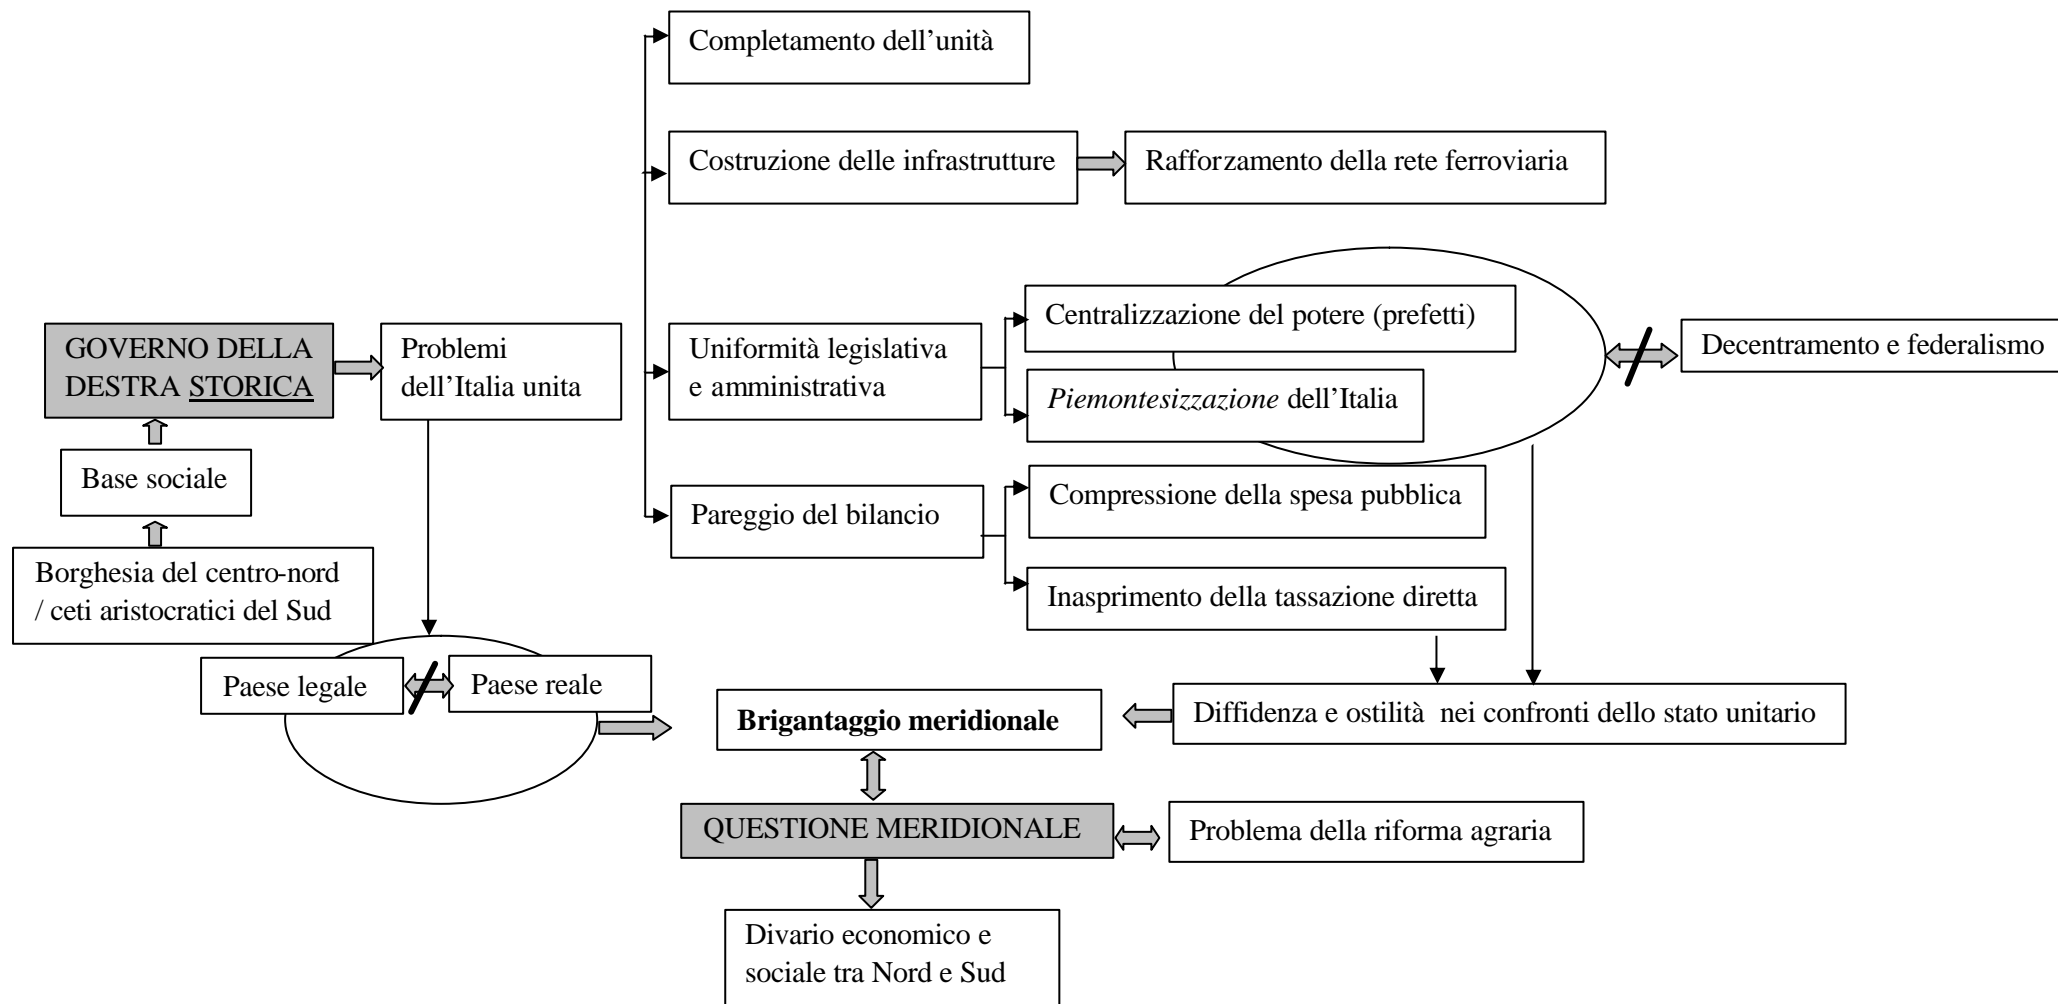 Completamento dell’unità
Costruzione delle infrastrutture
Rafforzamento della rete ferroviaria
Centralizzazione del potere (prefetti)
GOVERNO DELLA
DESTRA STORICA
Problemi
dell’Italia unita
Uniformità legislativa
e amministrativa
Decentramento e federalismo
Piemontesizzazione dell’Italia
Base sociale
Pareggio del bilancio
Compressione della spesa pubblica
Borghesia del centro-nord
/ ceti aristocratici del Sud
Inasprimento della tassazione diretta
Paese legale
Paese reale
Brigantaggio meridionale
Diffidenza e ostilità nei confronti dello stato unitario
QUESTIONE MERIDIONALE
Problema della riforma agraria
Divario economico e
sociale tra Nord e Sud